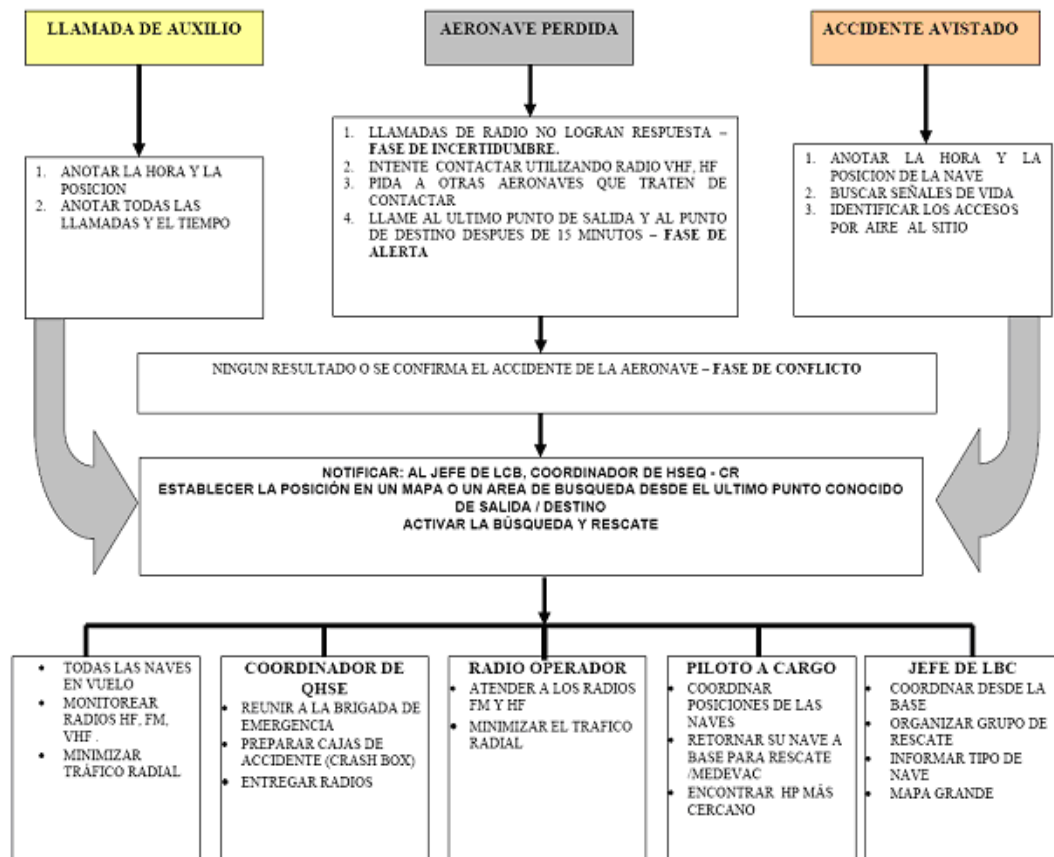 LLAMADA DE AUXILIO
AERONAVE PERDIDA
ACCIDENTE AVISTADO
1. ANOTAR LA HORA Y LA
POSICION
2. ANOTAR TODAS LAS
LLAMADAS Y EL TIEMPO
1. LLAMADAS DE RADIO NO LOGRAN RESPUESTA –
FASE DE INCERTIDUMBRE.
2. INTENTE CONTACTAR UTILIZANDO RADIO VHF, HF
3. PIDA A OTRAS AERONAVES QUE TRATEN DE
CONTACTAR
4. LLAME AL ULTIMO PUNTO DE SALIDA Y AL PUNTO
DE DESTINO DESPUES DE 15 MINUTOS – FASE DE
ALERTA
1. ANOTAR LA HORA Y LA
POSICION DE LA NAVE
2. BUSCAR SEÑALES DE VIDA
3. IDENTIFICAR LOS ACCESOS
POR AIRE AL SITIO
NINGUN RESULTADO O SE CONFIRMA EL ACCIDENTE DE LA AERONAVE – FASE DE CONFLICTO
NOTIFICAR: AL JEFE DE LCB, COORDINADOR DE HSEQ - CR
ESTABLECER LA POSICIÓN EN UN MAPA O UN AREA DE BUSQUEDA DESDE EL ULTIMO PUNTO CONOCIDO
DE SALIDA / DESTINO
ACTIVAR LA BÚSQUEDA Y RESCATE
• TODAS LAS NAVES
EN VUELO
• MONITOREAR
RADIOS HF, FM,
VHF .
• MINIMIZAR
TRÁFICO RADIAL
COORDINADOR DE
QHSE
• REUNIR A LA BRIGADA DE
EMERGENCIA
• PREPARAR CAJAS DE
ACCIDENTE (CRASH BOX)
• ENTREGAR RADIOS
RADIO OPERADOR
• ATENDER A LOS RADIOS
FM Y HF
• MINIMIZAR EL TRAFICO
RADIAL
PILOTO A CARGO
• COORDINAR
POSICIONES DE LAS
NAVES
• RETORNAR SU NAVE A
BASE PARA RESCATE
/MEDEVAC
• ENCONTRAR HP MÁS
CERCANO
JEFE DE LBC
• COORDINAR DESDE LA
BASE
• ORGANIZAR GRUPO DE
RESCATE
• INFORMAR TIPO DE
NAVE
• MAPA GRANDE